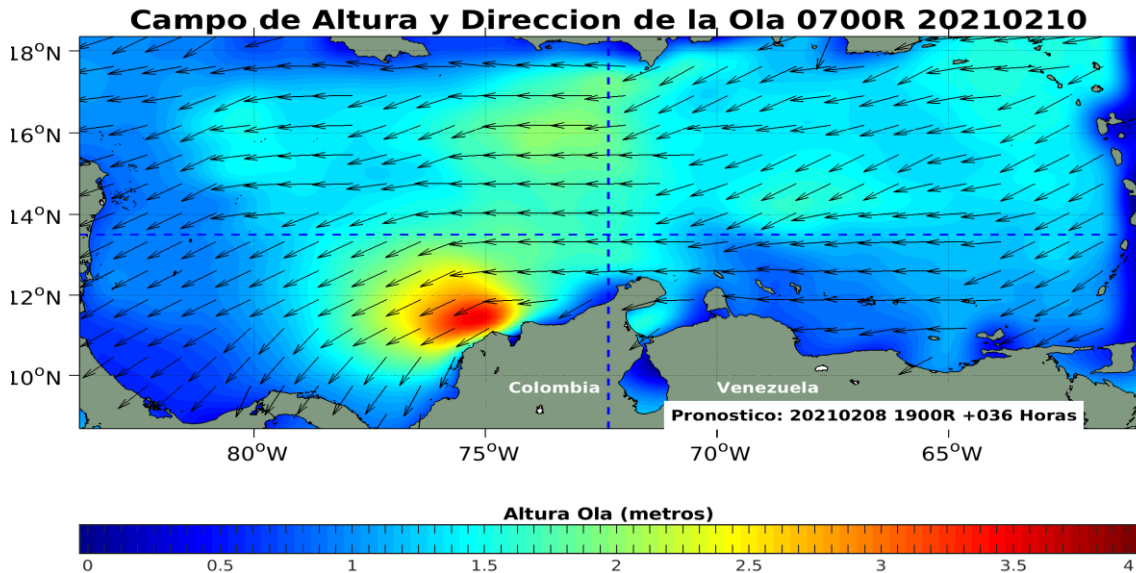 Campo de Altura y Direccion de la Ola 0700R 20210210
18°N
16°N
14°N
12°N
10°N
Colombia
Venezuela
Pronostico: 20210208 1900R +036 Horas
80°W
75°W
70°W
65°W
Altura Ola (metros)
0 0.5 1 1.5 2 2.5 3 3.5 4